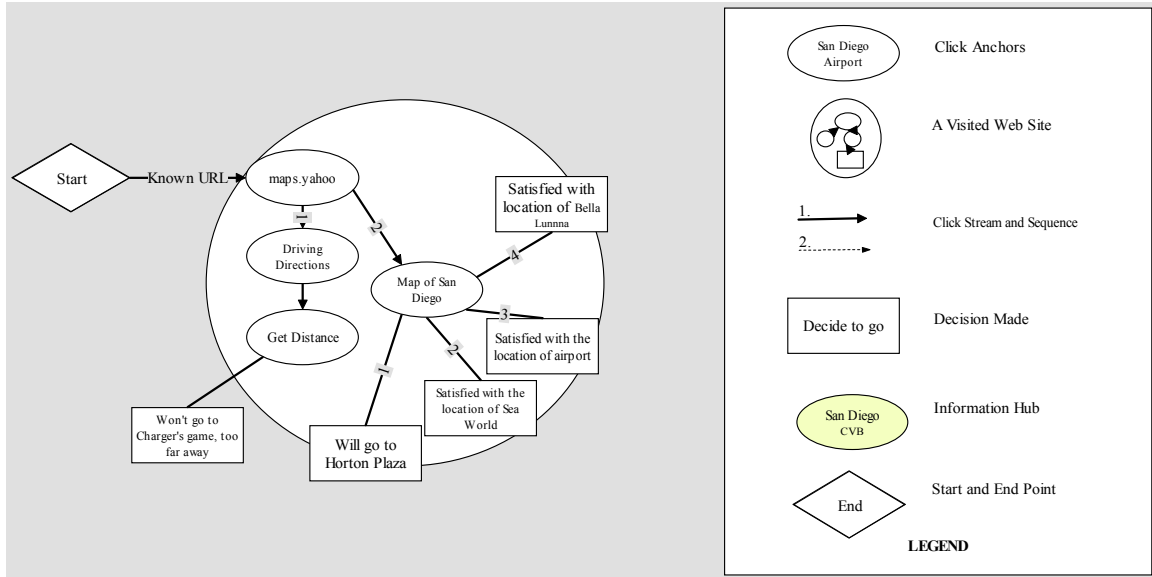 Start
Known URL
maps.yahoo
1
2
Driving
Directions
Get Distance
Map of San
Diego
Satisfied with
location of Bella
Lunnna
4
3
Satisfied with the
location of airport
2
Satisfied with the
location of Sea
World
1
Will go to
Horton Plaza
Won't go to
Charger's game, too
far away
San Diego
Airport
Click Anchors
A Visited Web Site
1.
2.
Click Stream and Sequence
Decide to go
Decision Made
San Diego
CVB
Information Hub
End
Start and End Point
LEGEND